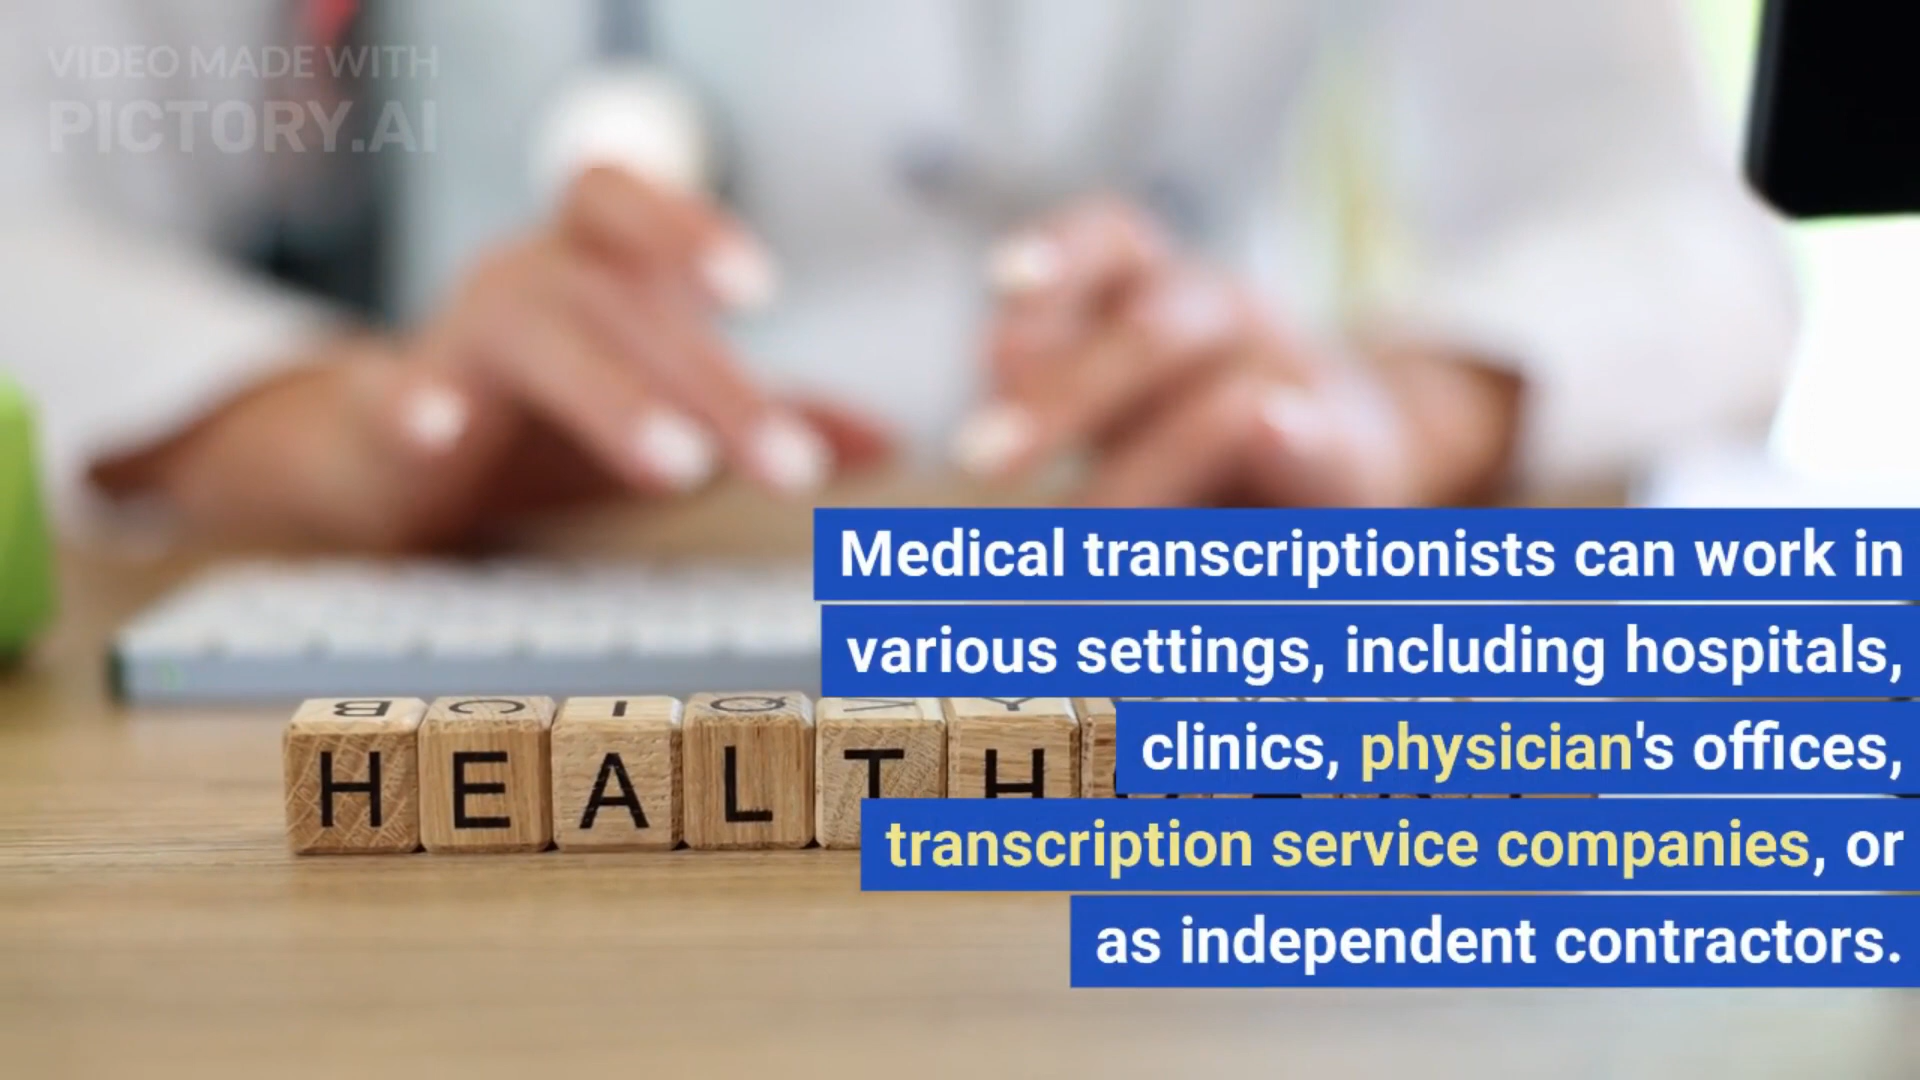 VIDEO MADE WITH
PICTORY.AI
Medical transcriptionists can work in
various settings, including hospitals,
clinics, physician's offices,
transcription service companies, or
as independent contractors.
B C I Q V Y
H E A L T H